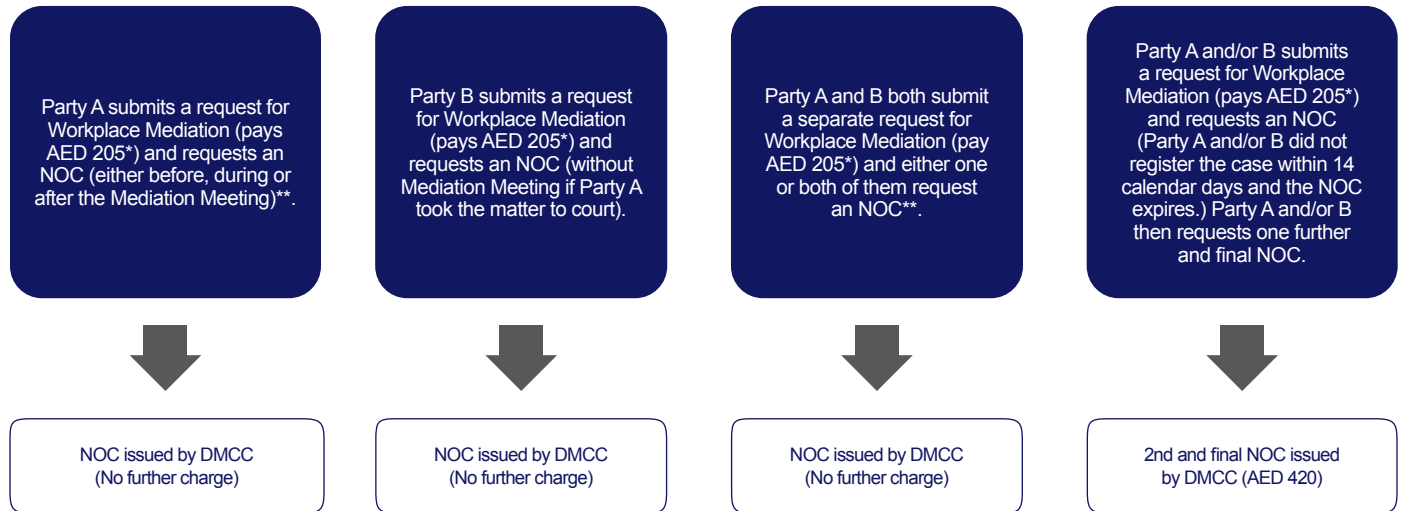 Party A submits a request for
Workplace Mediation (pays
AED 205*) and requests an
NOC (either before, during or
after the Mediation Meeting)**.
NOC issued by DMCC
(No further charge)
Party B submits a request
for Workplace Mediation
(pays AED 205*) and
requests an NOC (without
Mediation Meeting if Party A
took the matter to court).
NOC issued by DMCC
(No further charge)
Party A and B both submit
a separate request for
Workplace Mediation (pay
AED 205*) and either one
or both of them request
an NOC**.
NOC issued by DMCC
(No further charge)
Party A and/or B submits
a request for Workplace
Mediation (pays AED 205*)
and requests an NOC
(Party A and/or B did not
register the case within 14
calendar days and the NOC
expires.) Party A and/or B
then requests one further
and final NOC.
2nd and final NOC issued
by DMCC (AED 420)